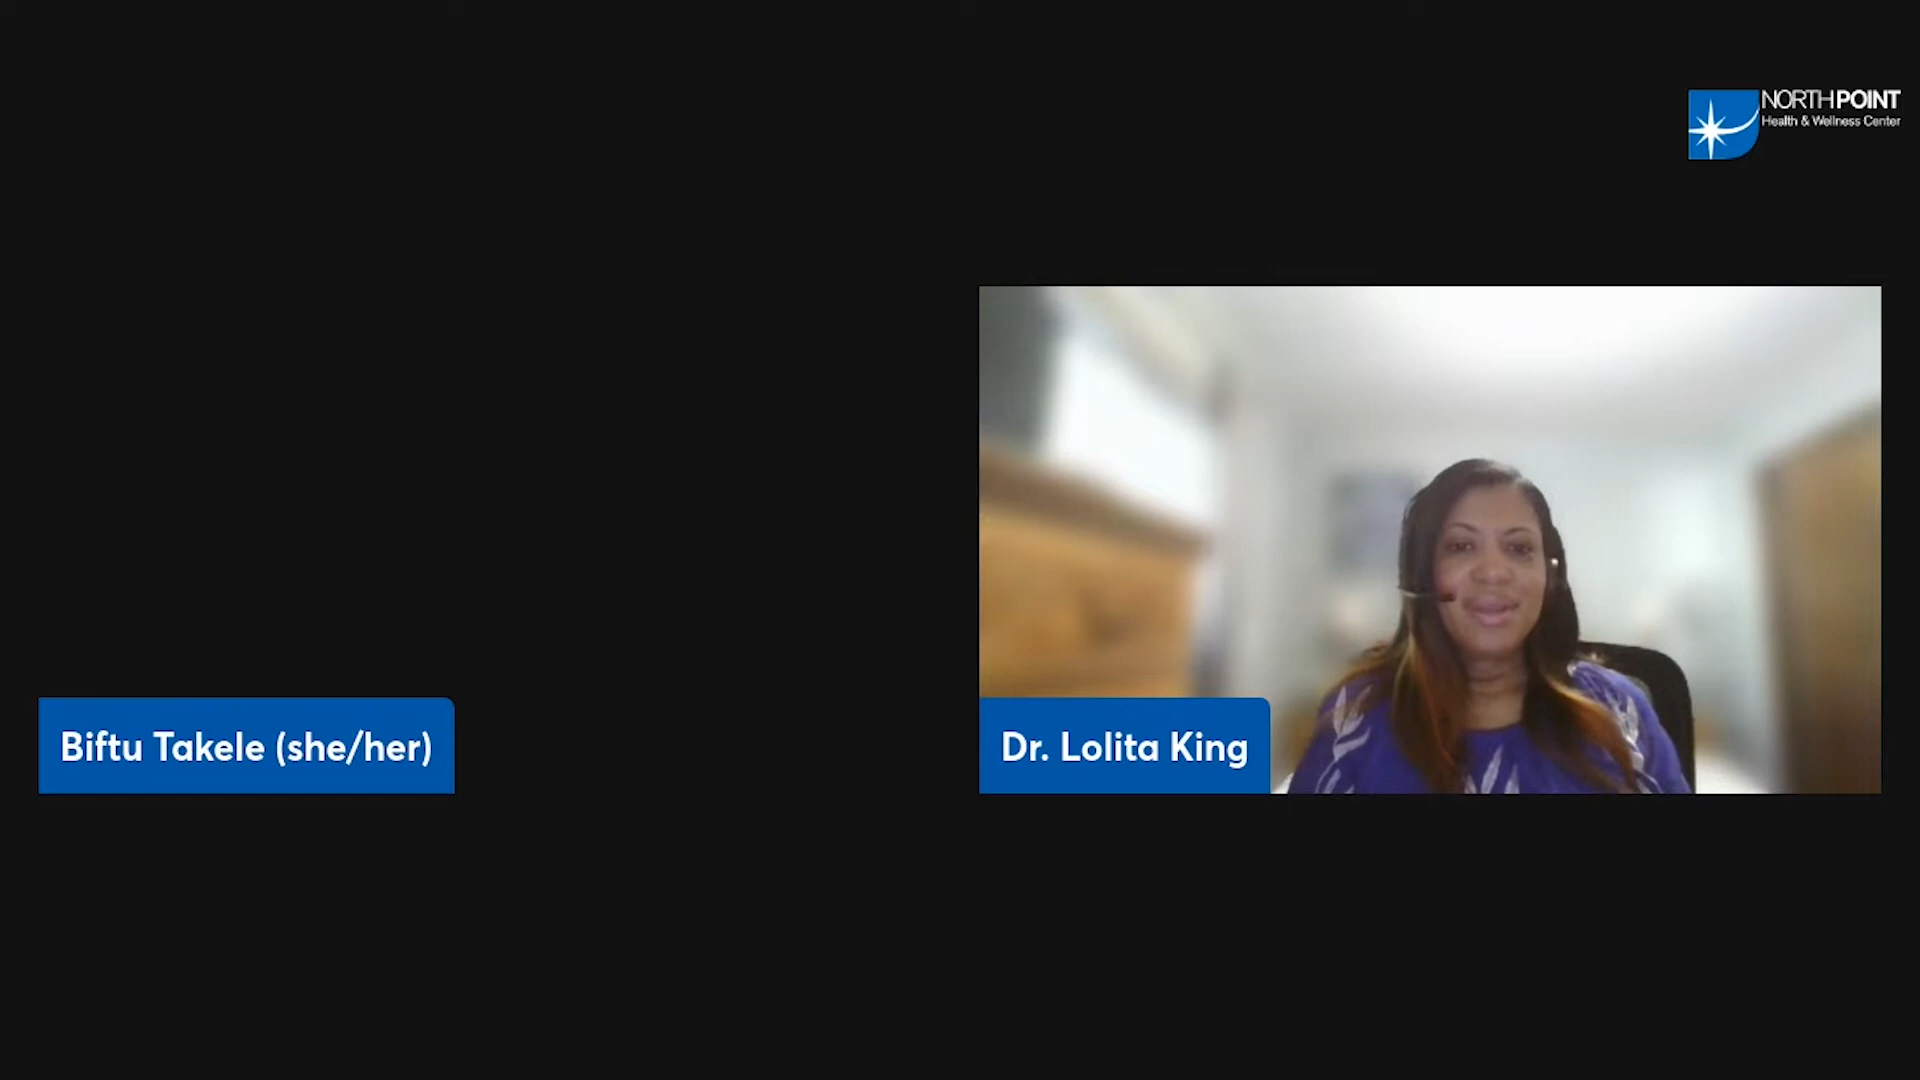 NORTHPOINT
Health & Wellness Center
Biftu Takele (she/her)
Dr. Lolita King